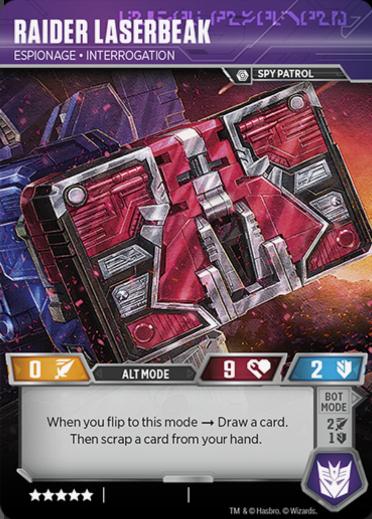 RAIDER LASERBEAK
ESPIONAGE • INTERROGATION
SPY PATROL
0
ALT MODE
9
2
When you flip to this mode → Draw a card.
Then scrap a card from your hand.
BOT
MODE
2
1
★★★★★
TM & © Hasbro. © Wizards.